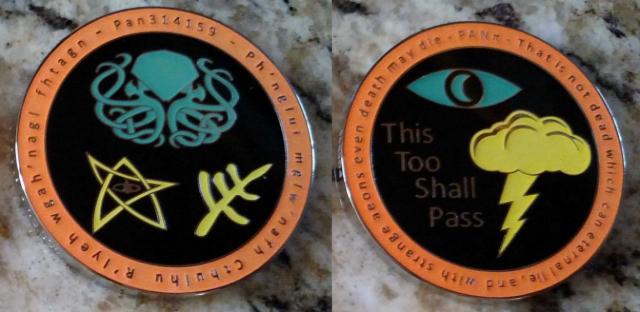 Ph'nglui mglw'nafh Cthulhu R'lyeh wgah'nagl fhtagn - Pan314159 -
That is not dead which can eternal lie, and with strange aeons even death may die - PANπ -
This
Too
Shall
Pass